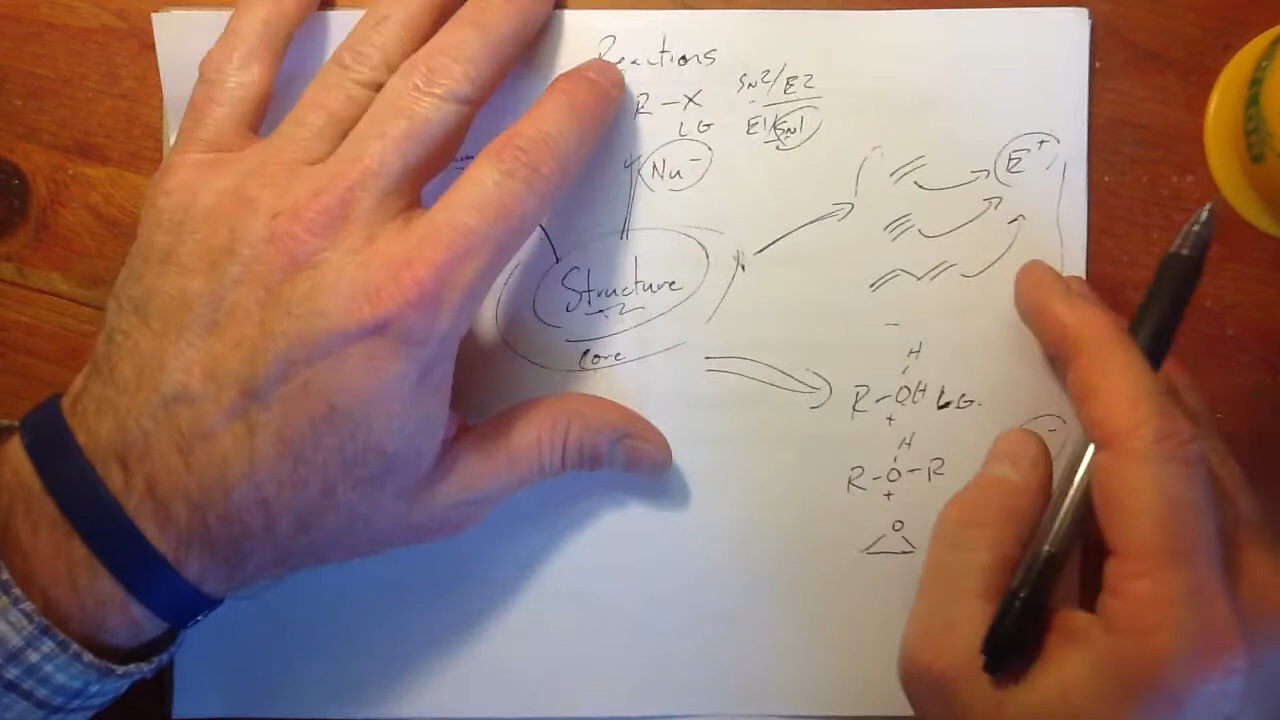 Reactions
R-X SN2/E2
LG E1/SN1
Nu⁻
E⁺
Structure
Core
H
R-OH LG.
+
H
R-O-R
+
O